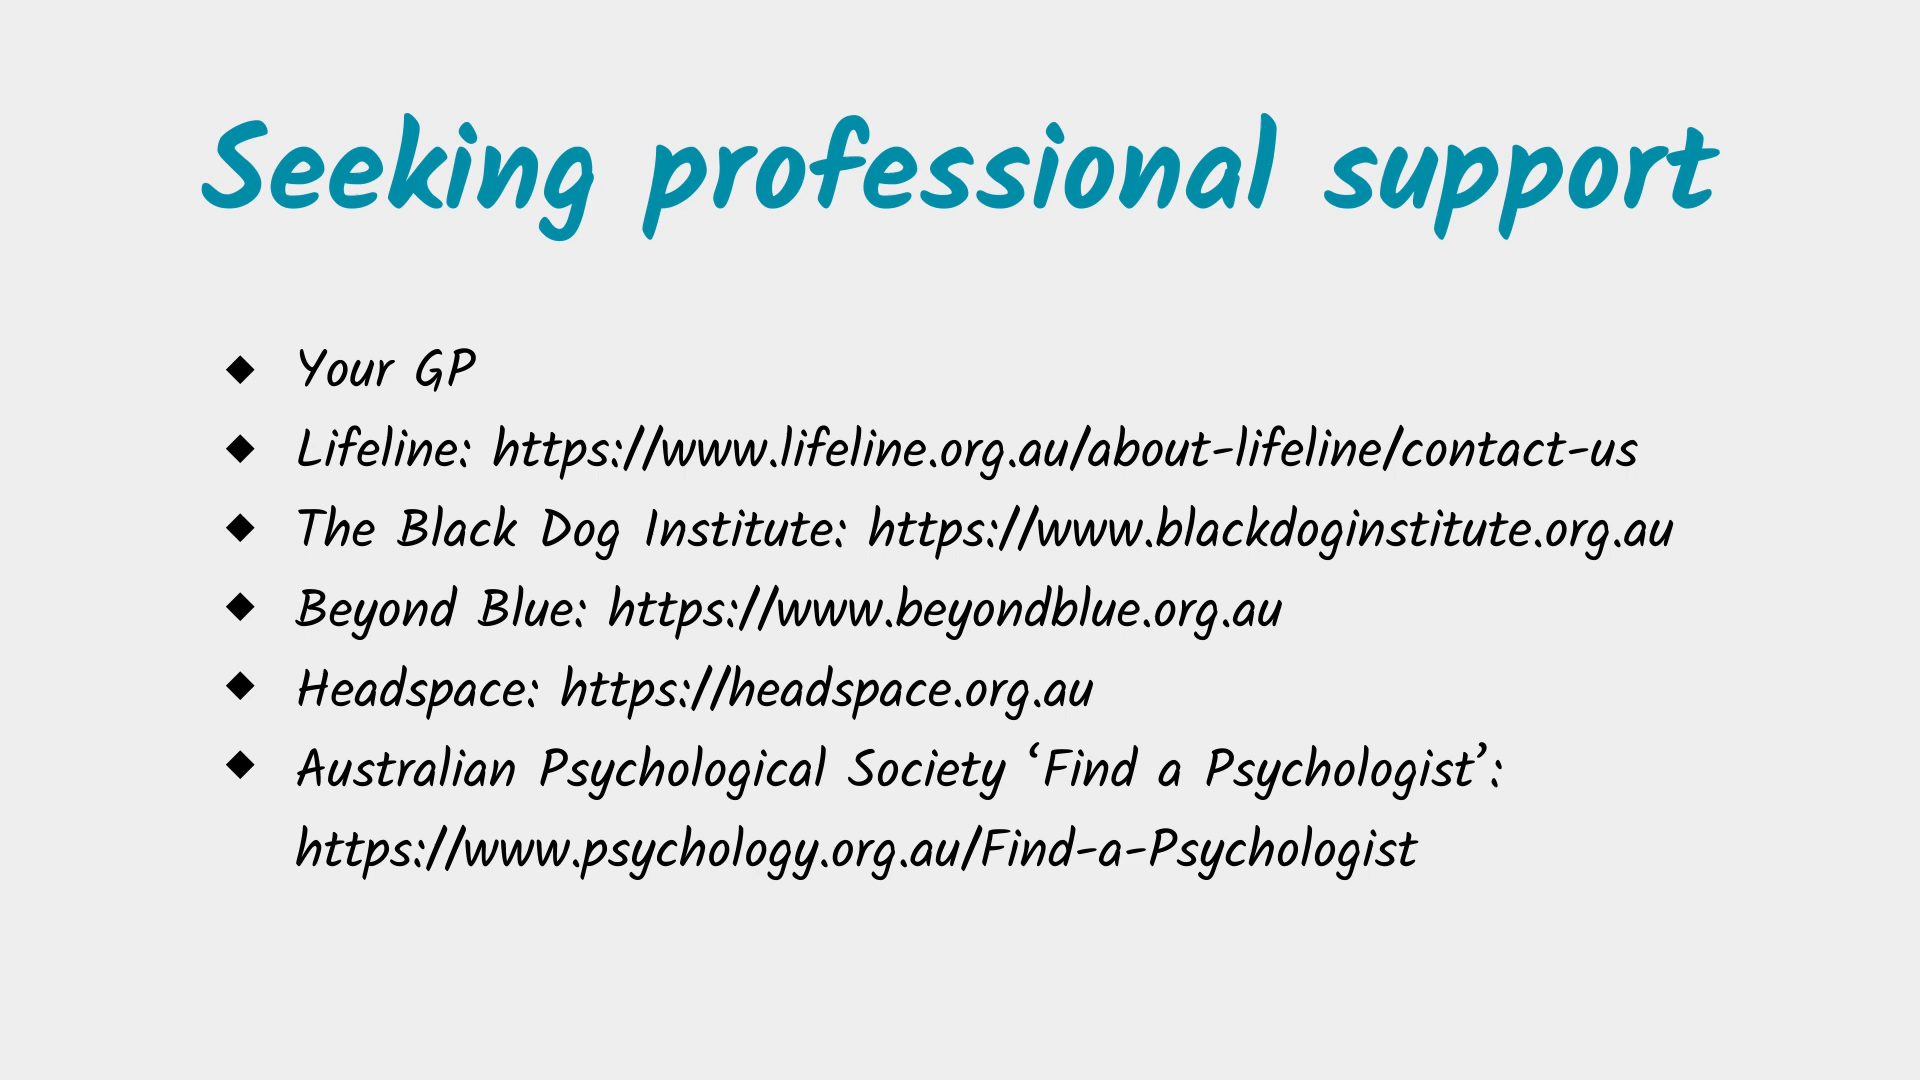 Seeking professional support
◆ Your GP
◆ Lifeline: https://www.lifeline.org.au/about-lifeline/contact-us
◆ The Black Dog Institute: https://www.blackdoginstitute.org.au
◆ Beyond Blue: https://www.beyondblue.org.au
◆ Headspace: https://headspace.org.au
◆ Australian Psychological Society ‘Find a Psychologist’:
https://www.psychology.org.au/Find-a-Psychologist